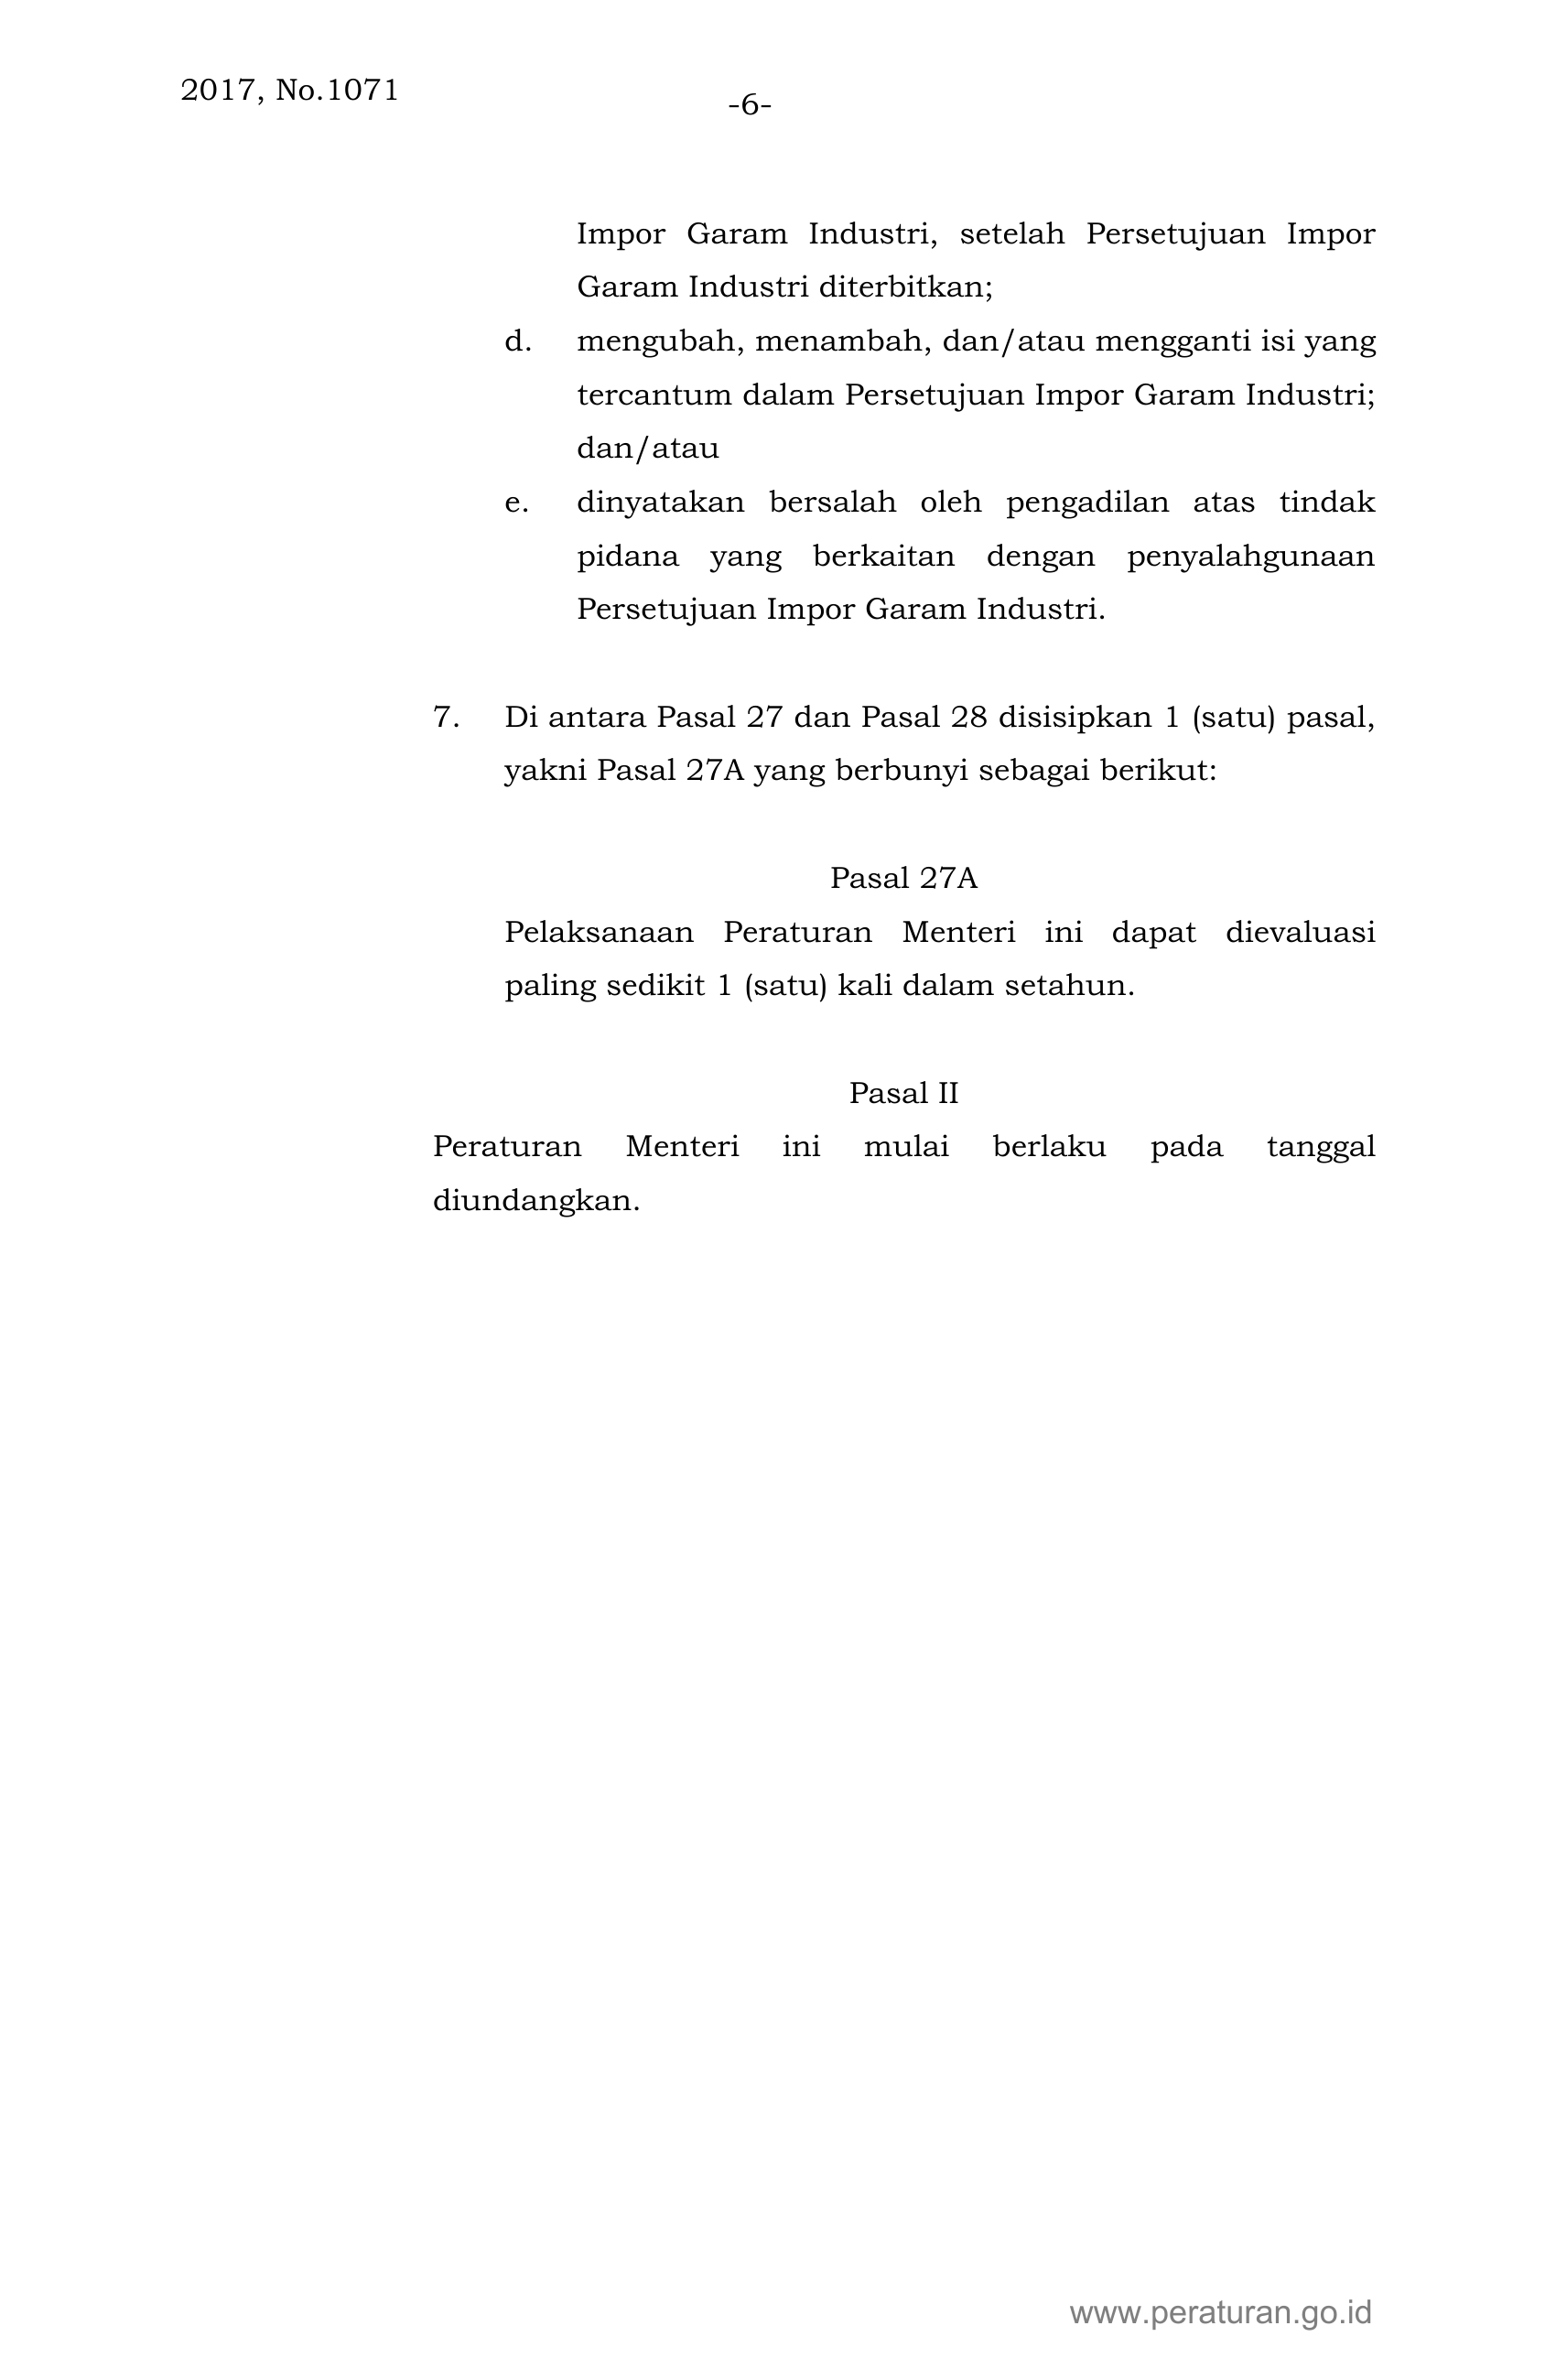 2017, No.1071
-6-
Impor Garam Industri, setelah Persetujuan Impor
Garam Industri diterbitkan;
d. mengubah, menambah, dan/atau mengganti isi yang
tercantum dalam Persetujuan Impor Garam Industri;
dan/atau
e. dinyatakan bersalah oleh pengadilan atas tindak
pidana yang berkaitan dengan penyalahgunaan
Persetujuan Impor Garam Industri.
7. Di antara Pasal 27 dan Pasal 28 disisipkan 1 (satu) pasal,
yakni Pasal 27A yang berbunyi sebagai berikut:
Pasal 27A
Pelaksanaan Peraturan Menteri ini dapat dievaluasi
paling sedikit 1 (satu) kali dalam setahun.
Pasal II
Peraturan Menteri ini mulai berlaku pada tanggal
diundangkan.
www.peraturan.go.id